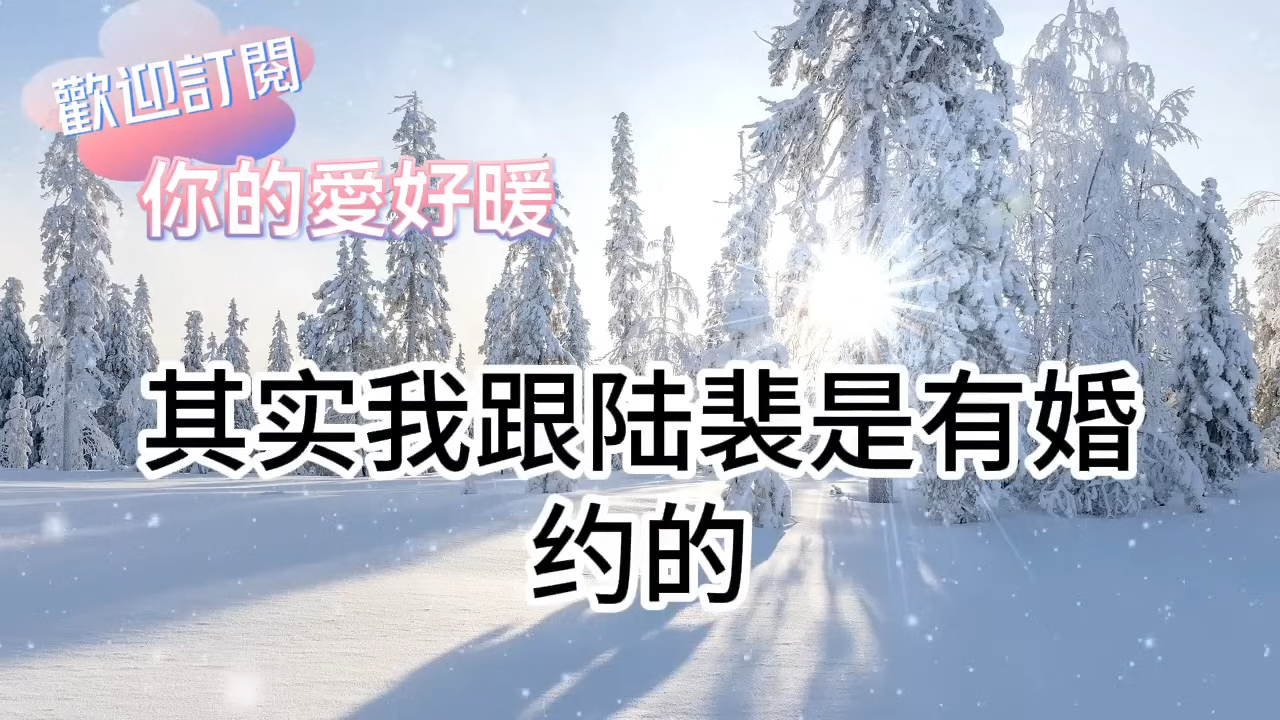 歡迎訂閱
你的愛好暖
其实我跟陆裴是有婚
约的